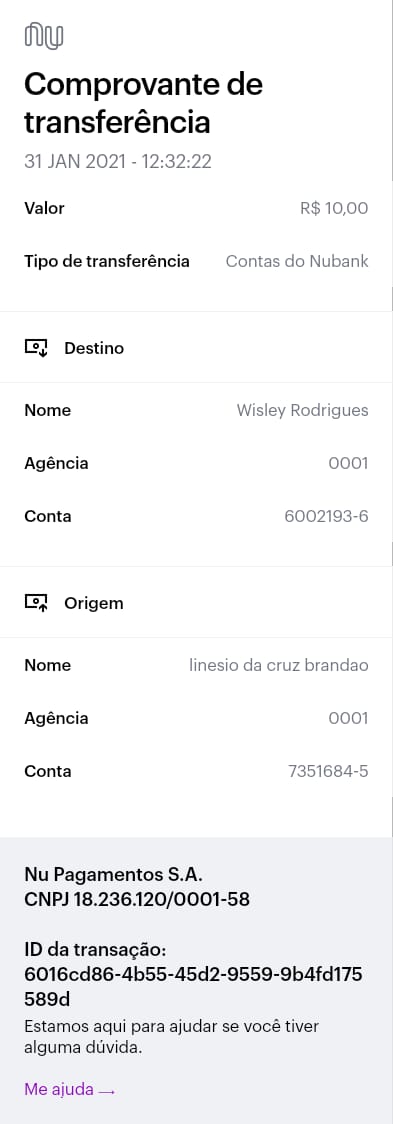 nu
Comprovante de
transferência
31 JAN 2021 - 12:32:22
Valor R$ 10,00
Tipo de transferência Contas do Nubank
Destino
Nome Wisley Rodrigues
Agência 0001
Conta 6002193-6
Origem
Nome linesio da cruz brandao
Agência 0001
Conta 7351684-5
Nu Pagamentos S.A.
CNPJ 18.236.120/0001-58
ID da transação:
6016cd86-4b55-45d2-9559-9b4fd175
589d
Estamos aqui para ajudar se você tiver
alguma dúvida.
Me ajuda →